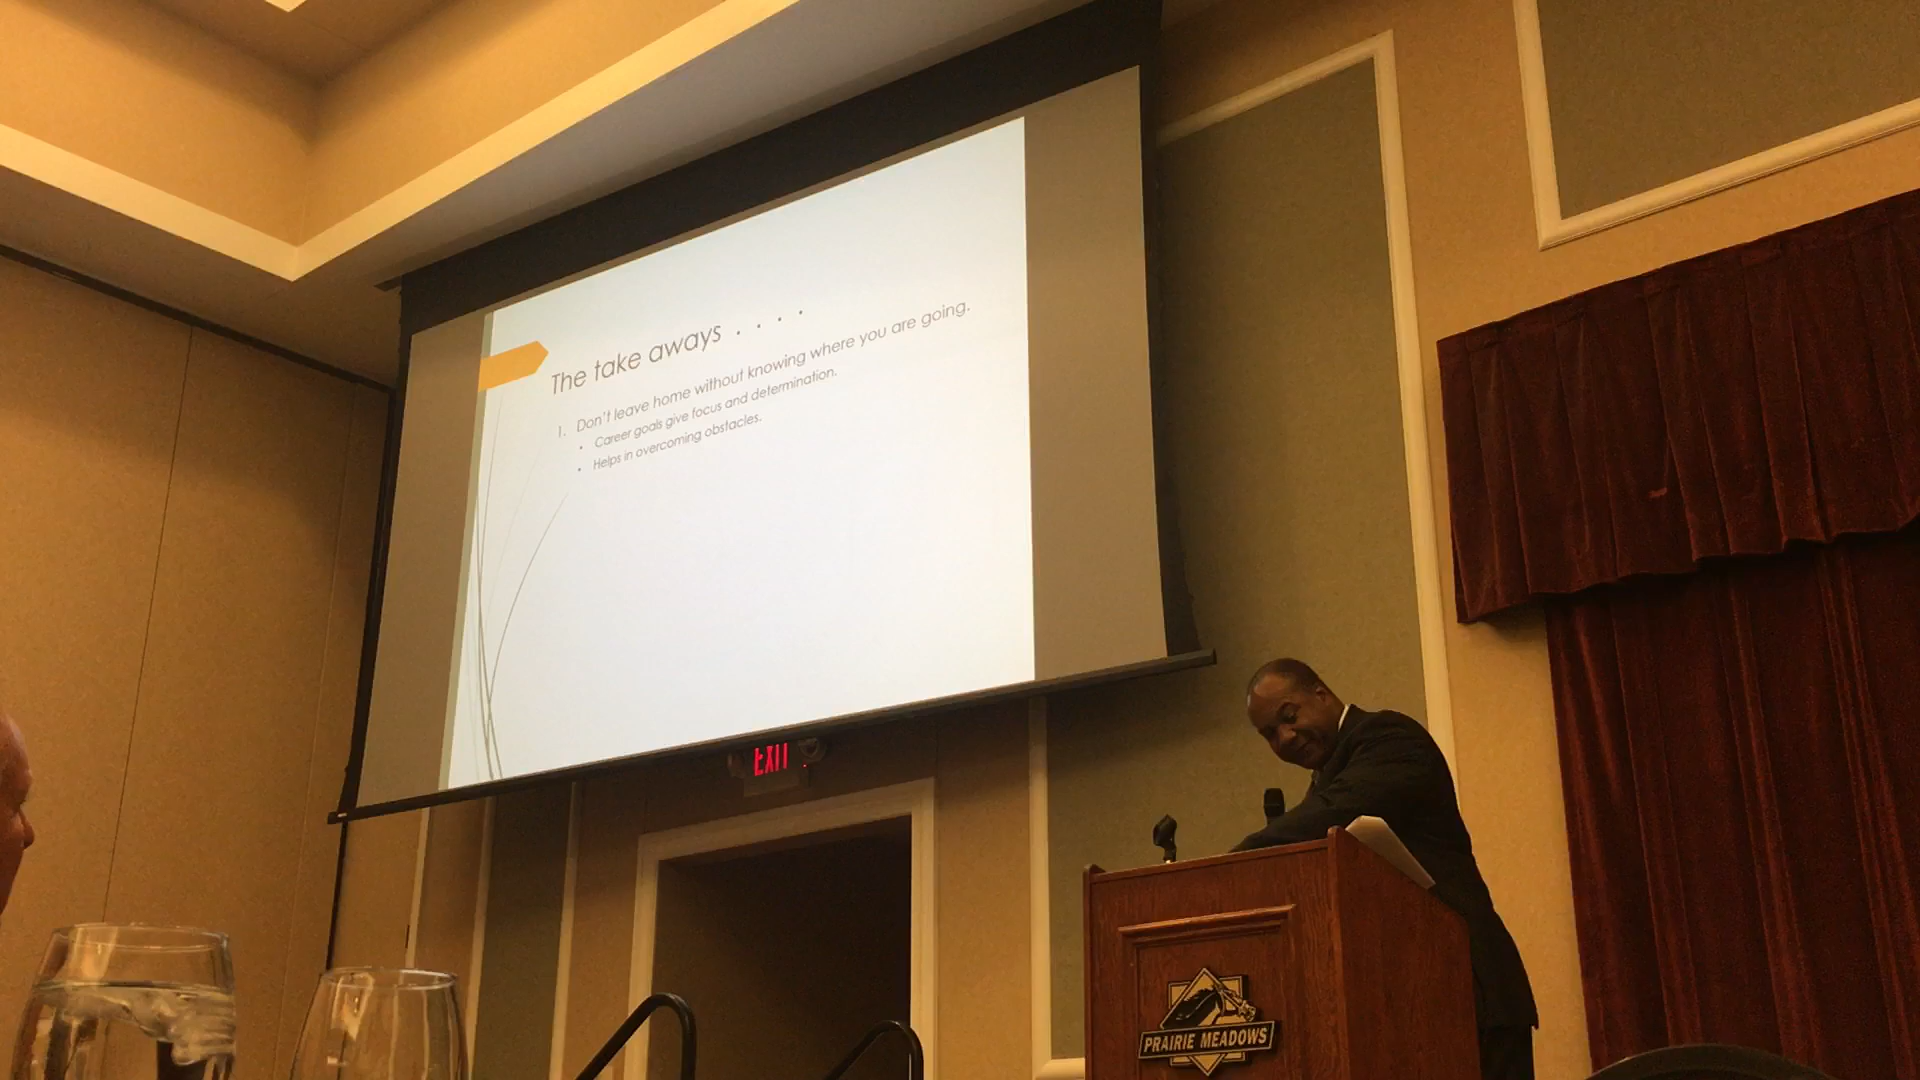 The take aways . . . .
1. Don't leave home without knowing where you are going.
• Career goals give focus and determination.
• Helps in overcoming obstacles.
EXIT
PRAIRIE MEADOWS